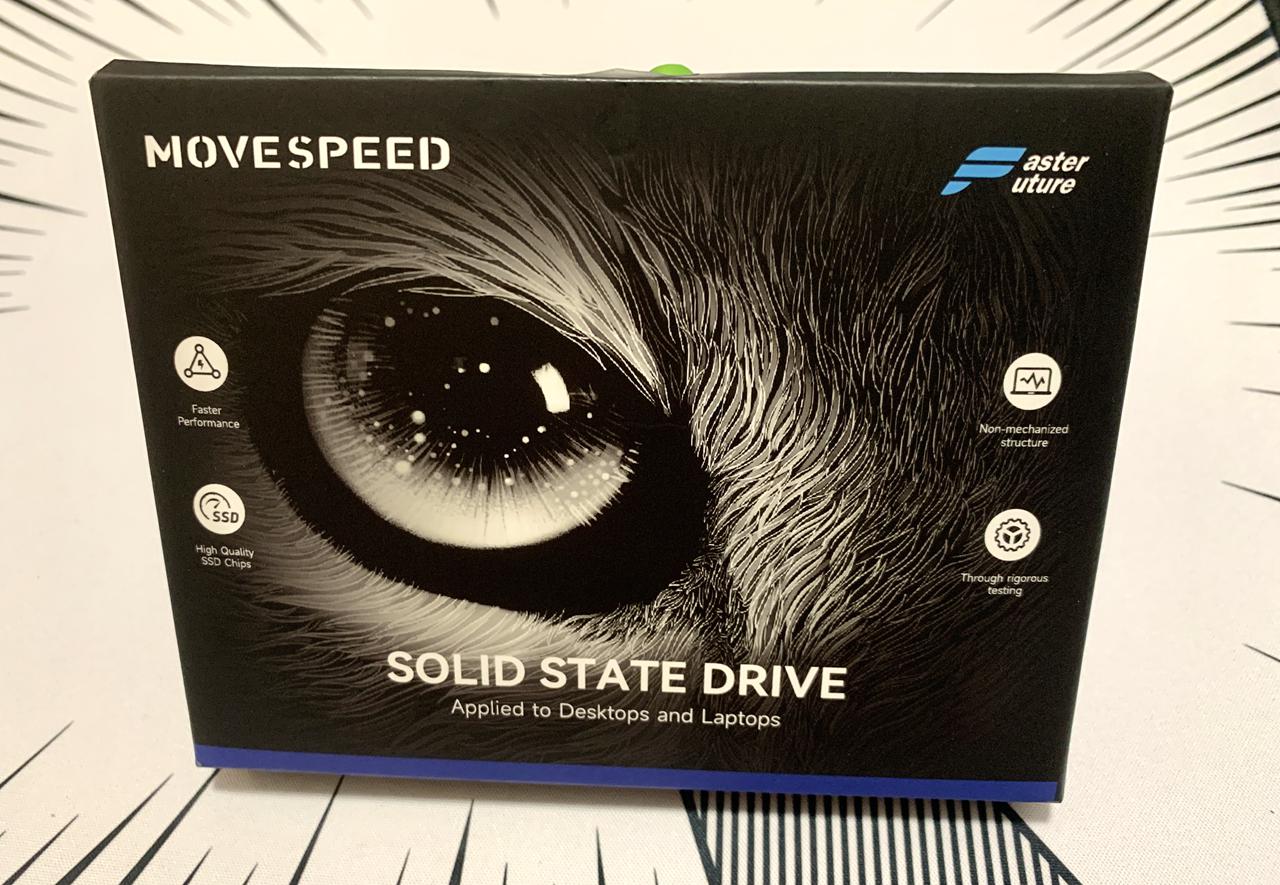 MOVESPEED
Faster
Future
Faster
Performance
Non-mechanized
structure
SSD
High Quality
SSD Chips
Through rigorous
testing
SOLID STATE DRIVE
Applied to Desktops and Laptops